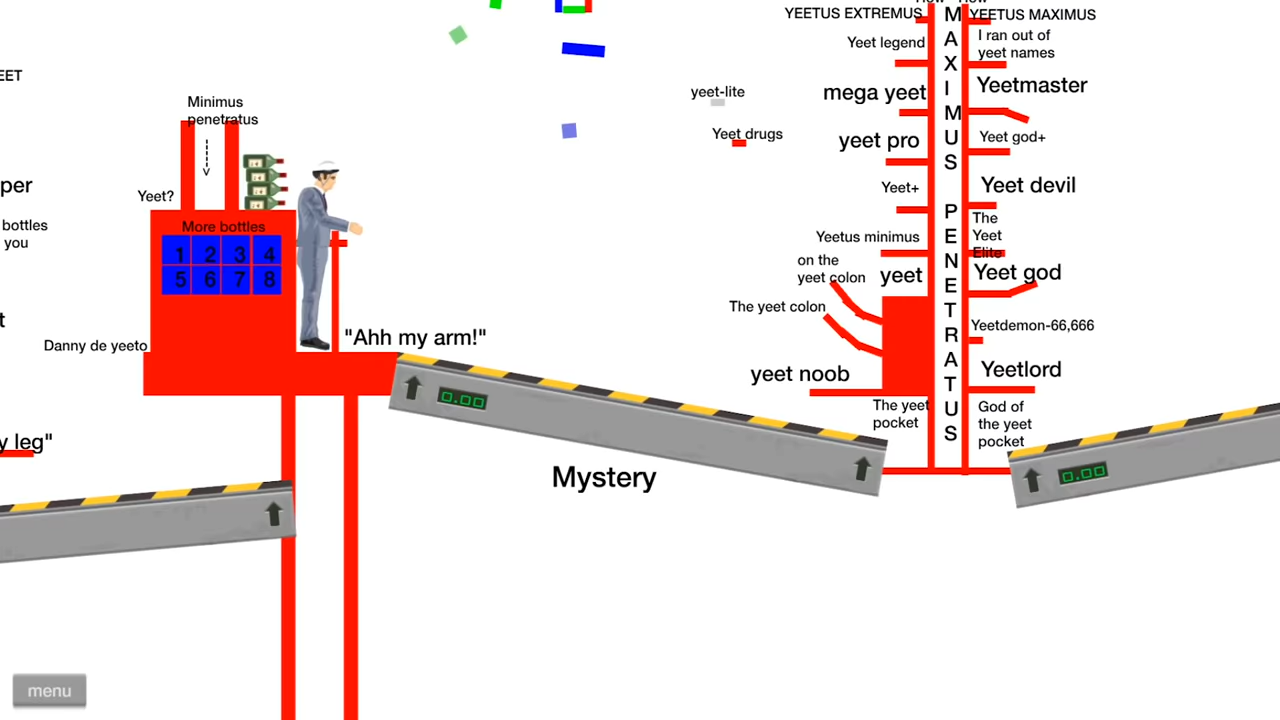 YEETUS EXTREMUS
YEETUS MAXIMUS
Yeet legend
I ran out of
yeet names
EET
yeet-lite
mega yeet
Yeetmaster
Minimus
penetratus
Yeet drugs
yeet pro
Yeet god+
per
Yeet?
Yeet+
Yeet devil
bottles
you
More bottles
1 2 3 4
5 6 7 8
Yeetus minimus
The
Yeet
Elite
on the
yeet colon
yeet
Yeet god
The yeet colon
MAXIMUS PENETRATUS
t
Danny de yeeto
"Ahh my arm!"
Yeetdemon-66,666
yeet noob
Yeetlord
0.00
The yeet
pocket
God of
the yeet
pocket
y leg"
Mystery
0.00
menu